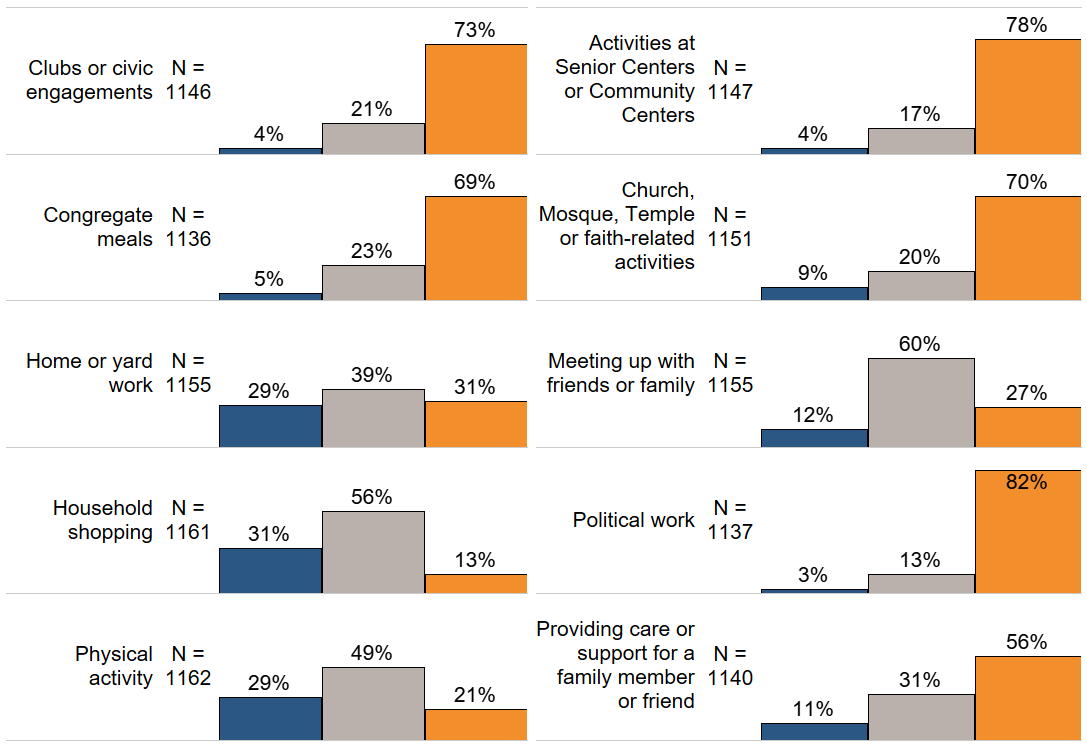 Clubs or civic engagements N = 1146 4% 21% 73%
Activities at Senior Centers or Community Centers N = 1147 4% 17% 78%
Congregate meals N = 1136 5% 23% 69%
Church, Mosque, Temple or faith-related activities N = 1151 9% 20% 70%
Home or yard work N = 1155 29% 39% 31%
Meeting up with friends or family N = 1155 12% 60% 27%
Household shopping N = 1161 31% 56% 13%
Political work N = 1137 3% 13% 82%
Physical activity N = 1162 29% 49% 21%
Providing care or support for a family member or friend N = 1140 11% 31% 56%